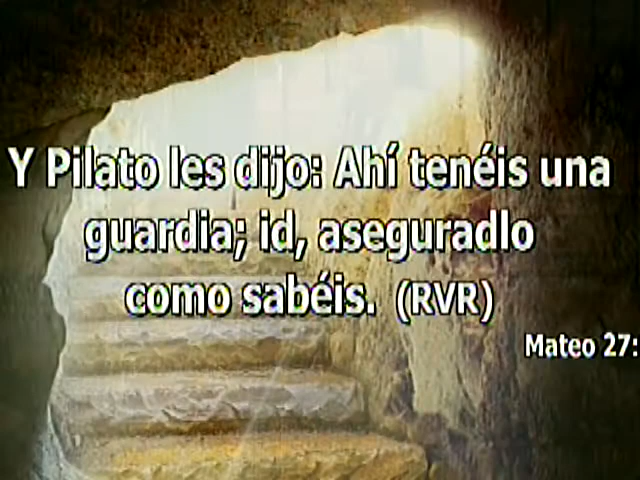 Y Pilato les dijo: Ahí tenéis una
guardia; id, aseguradlo
como sabéis. (RVR)
Mateo 27: